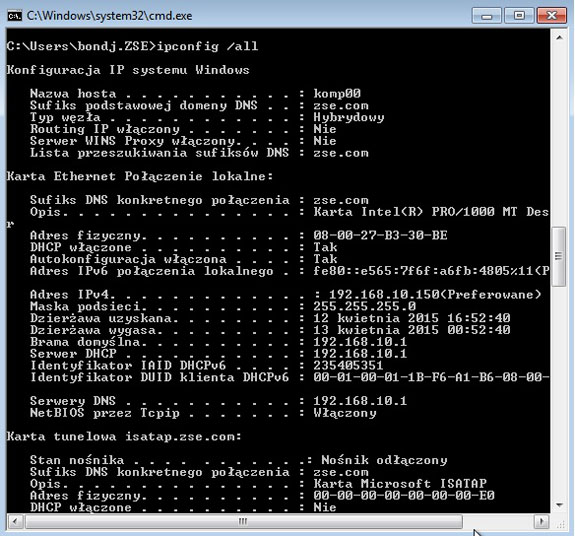 C:\Windows\system32\cmd.exe
C:\Users\bondj.ZSE>ipconfig /all
Konfiguracja IP systemu Windows
Nazwa hosta . . . . . . . . . . . : komp00
Sufiks podstawowej domeny DNS . . : zse.com
Typ węzła . . . . . . . . . . . . : Hybrydowy
Routing IP włączony . . . . . . . : Nie
Serwer WINS Proxy włączony. . . . : Nie
Lista przeszukiwania sufiksów DNS : zse.com
Karta Ethernet Połączenie lokalne:
Sufiks DNS konkretnego połączenia : zse.com
Opis. . . . . . . . . . . . . . . : Karta Intel(R) PRO/1000 MT Des
r
Adres fizyczny. . . . . . . . . . : 08-00-27-B3-30-BE
DHCP włączone . . . . . . . . . . : Tak
Autokonfiguracja włączona . . . . : Tak
Adres IPv6 połączenia lokalnego . : fe80::e565:7f6f:a6fb:4805%11(P
Adres IPv4. . . . . . . . . . . . . : 192.168.10.150(Preferowane)
Maska podsieci. . . . . . . . . . : 255.255.255.0
Dzierżawa uzyskana. . . . . . . . : 12 kwietnia 2015 16:52:40
Dzierżawa wygasa. . . . . . . . . : 13 kwietnia 2015 00:52:40
Brama domyślna. . . . . . . . . . : 192.168.10.1
Serwer DHCP . . . . . . . . . . . : 192.168.10.1
Identyfikator IAID DHCPv6 . . . . : 235405351
Identyfikator DUID klienta DHCPv6 : 00-01-00-01-1B-F6-A1-B6-08-00-
Serwery DNS . . . . . . . . . . . : 192.168.10.1
NetBIOS przez Tcpip . . . . . . . : Włączony
Karta tunelowa isatap.zse.com:
Stan nośnika . . . . . . . . . . . .: Nośnik odłączony
Sufiks DNS konkretnego połączenia : zse.com
Opis. . . . . . . . . . . . . . . : Karta Microsoft ISATAP
Adres fizyczny. . . . . . . . . . : 00-00-00-00-00-00-00-E0
DHCP włączone . . . . . . . . . . : Nie